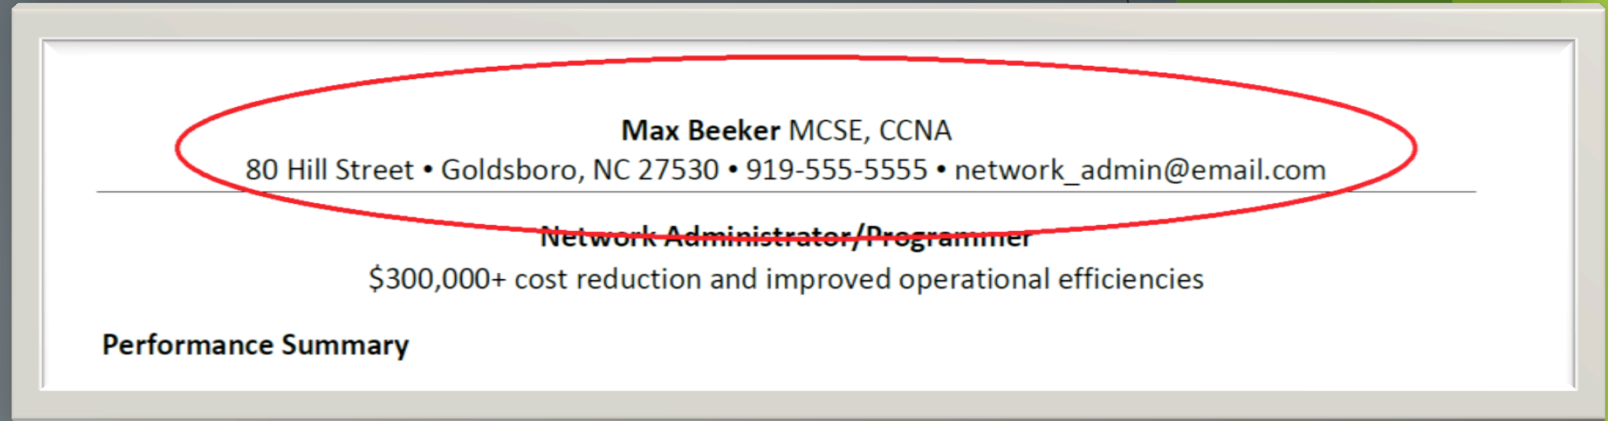 Max Beeker MCSE, CCNA
80 Hill Street • Goldsboro, NC 27530 • 919-555-5555 • network_admin@email.com
Network Administrator/Programmer
$300,000+ cost reduction and improved operational efficiencies
Performance Summary